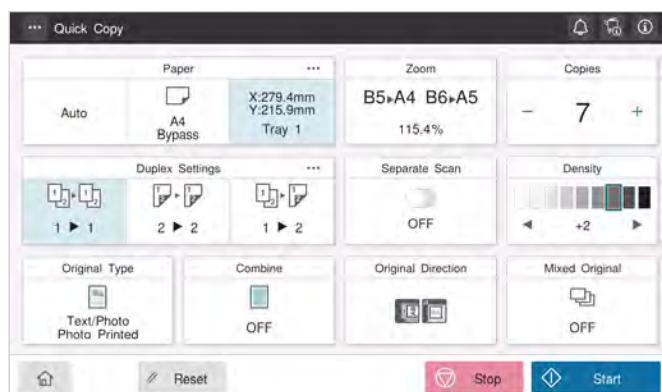 Quick Copy
Paper
Auto
A4
Bypass
X:279.4mm
Y:215.9mm
Tray 1
Zoom
B5▸A4 B6▸A5
115.4%
Copies
− 7 +
Duplex Settings
1 ▶ 1
2 ▶ 2
1 ▶ 2
Separate Scan
OFF
Density
+2
Original Type
Text/Photo
Photo Printed
Combine
OFF
Original Direction
Mixed Original
OFF
Reset
Stop
Start